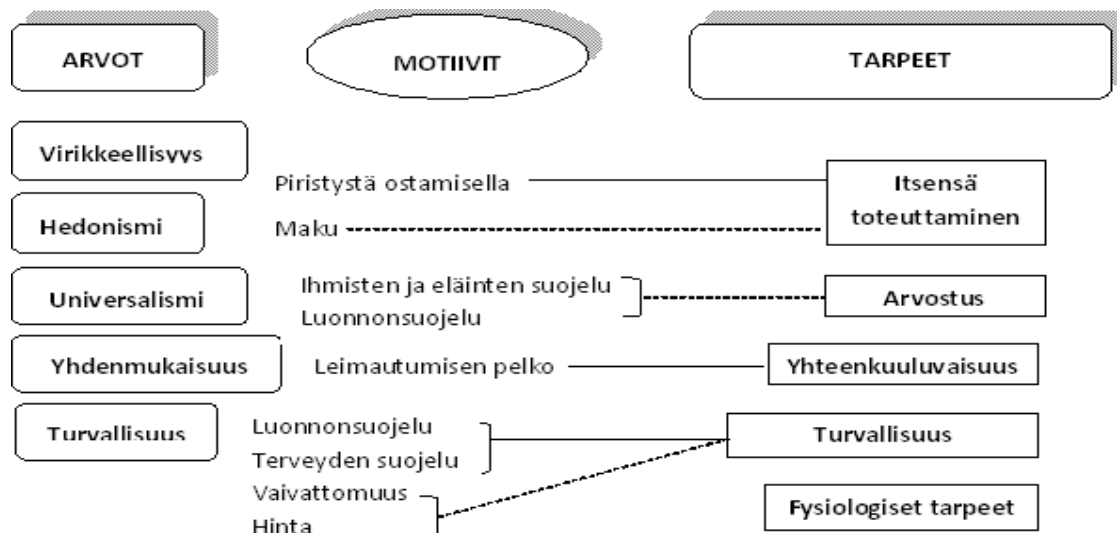 ARVOT
MOTIIVIT
TARPEET
Virikkeellisyys
Piristystä ostamisella
Itsensä
toteuttaminen
Hedonismi
Maku
Universalismi
Ihmisten ja eläinten suojelu
Luonnonsuojelu
Arvostus
Yhdenmukaisuus
Leimautumisen pelko
Yhteenkuuluvaisuus
Turvallisuus
Luonnonsuojelu
Terveyden suojelu
Turvallisuus
Vaivattomuus
Hinta
Fysiologiset tarpeet